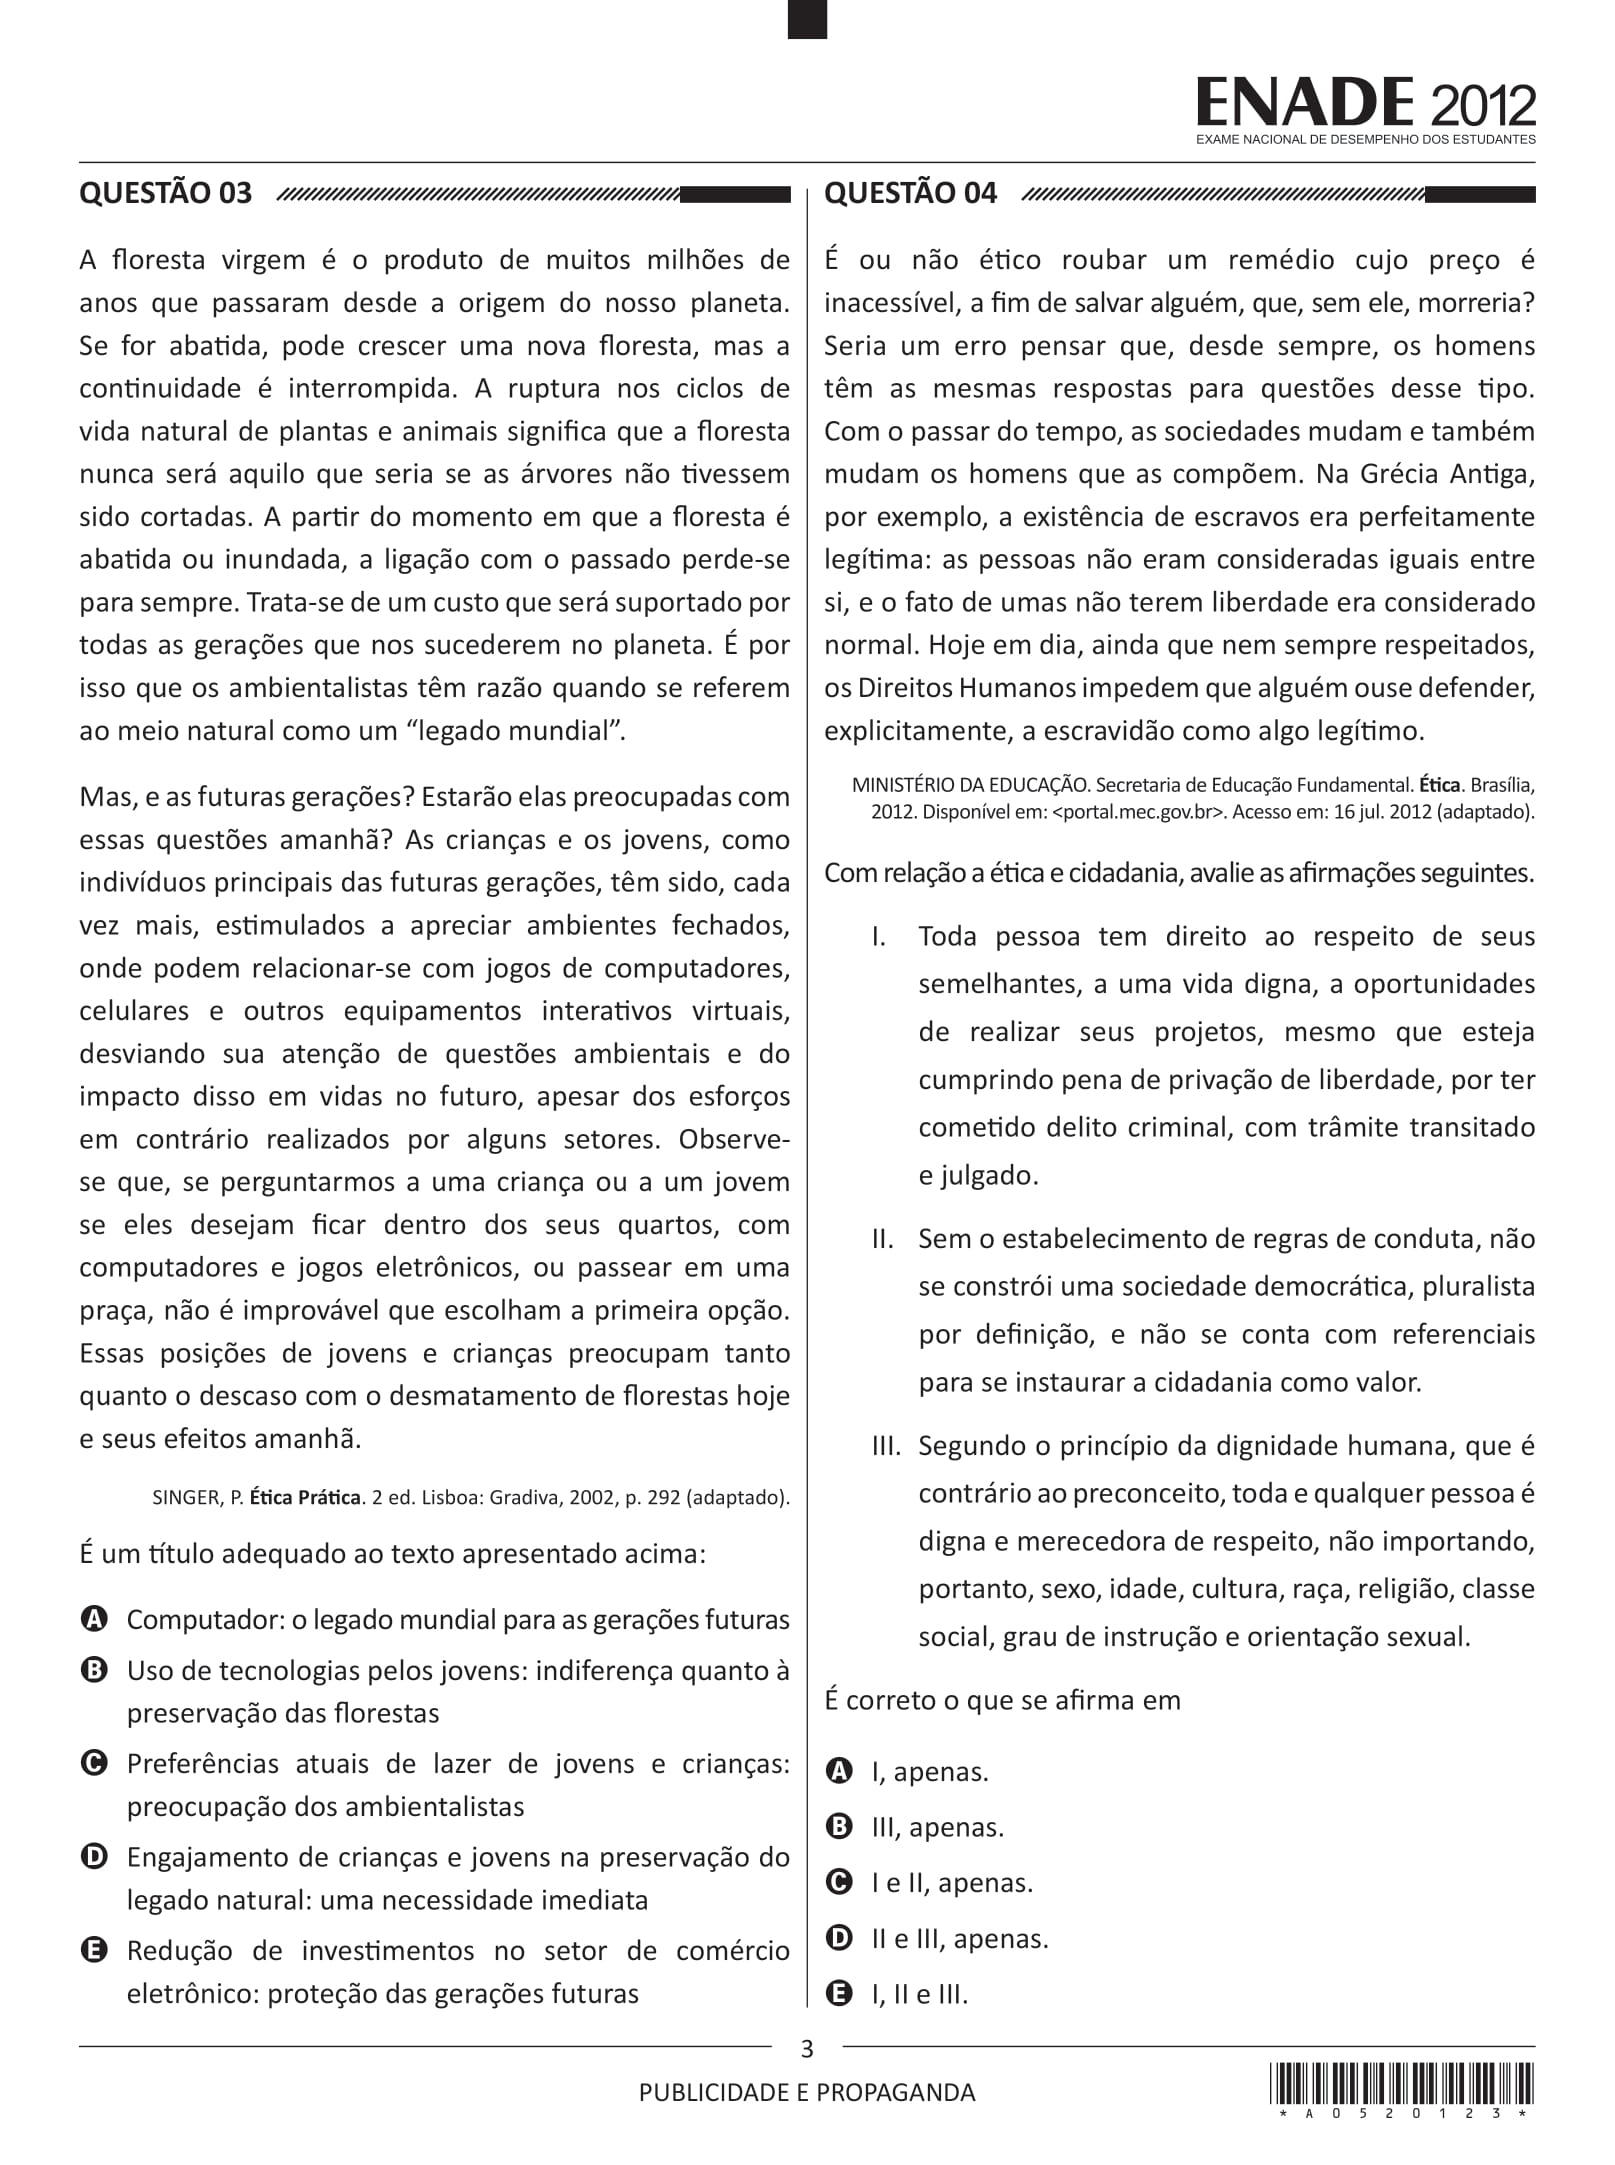 ENADE 2012
EXAME NACIONAL DE DESEMPENHO DOS ESTUDANTES
QUESTÃO 03
A floresta virgem é o produto de muitos milhões de
anos que passaram desde a origem do nosso planeta.
Se for abatida, pode crescer uma nova floresta, mas a
continuidade é interrompida. A ruptura nos ciclos de
vida natural de plantas e animais significa que a floresta
nunca será aquilo que seria se as árvores não tivessem
sido cortadas. A partir do momento em que a floresta é
abatida ou inundada, a ligação com o passado perde-se
para sempre. Trata-se de um custo que será suportado por
todas as gerações que nos sucederem no planeta. É por
isso que os ambientalistas têm razão quando se referem
ao meio natural como um “legado mundial”.
Mas, e as futuras gerações? Estarão elas preocupadas com
essas questões amanhã? As crianças e os jovens, como
indivíduos principais das futuras gerações, têm sido, cada
vez mais, estimulados a apreciar ambientes fechados,
onde podem relacionar-se com jogos de computadores,
celulares e outros equipamentos interativos virtuais,
desviando sua atenção de questões ambientais e do
impacto disso em vidas no futuro, apesar dos esforços
em contrário realizados por alguns setores. Observe-
se que, se perguntarmos a uma criança ou a um jovem
se eles desejam ficar dentro dos seus quartos, com
computadores e jogos eletrônicos, ou passear em uma
praça, não é improvável que escolham a primeira opção.
Essas posições de jovens e crianças preocupam tanto
quanto o descaso com o desmatamento de florestas hoje
e seus efeitos amanhã.
SINGER, P. Ética Prática. 2 ed. Lisboa: Gradiva, 2002, p. 292 (adaptado).
É um título adequado ao texto apresentado acima:
A Computador: o legado mundial para as gerações futuras
B Uso de tecnologias pelos jovens: indiferença quanto à
preservação das florestas
C Preferências atuais de lazer de jovens e crianças:
preocupação dos ambientalistas
D Engajamento de crianças e jovens na preservação do
legado natural: uma necessidade imediata
E Redução de investimentos no setor de comércio
eletrônico: proteção das gerações futuras
QUESTÃO 04
É ou não ético roubar um remédio cujo preço é
inacessível, a fim de salvar alguém, que, sem ele, morreria?
Seria um erro pensar que, desde sempre, os homens
têm as mesmas respostas para questões desse tipo.
Com o passar do tempo, as sociedades mudam e também
mudam os homens que as compõem. Na Grécia Antiga,
por exemplo, a existência de escravos era perfeitamente
legítima: as pessoas não eram consideradas iguais entre
si, e o fato de umas não terem liberdade era considerado
normal. Hoje em dia, ainda que nem sempre respeitados,
os Direitos Humanos impedem que alguém ouse defender,
explicitamente, a escravidão como algo legítimo.
MINISTÉRIO DA EDUCAÇÃO. Secretaria de Educação Fundamental. Ética. Brasília,
2012. Disponível em: <portal.mec.gov.br>. Acesso em: 16 jul. 2012 (adaptado).
Com relação a ética e cidadania, avalie as afirmações seguintes.
I. Toda pessoa tem direito ao respeito de seus
semelhantes, a uma vida digna, a oportunidades
de realizar seus projetos, mesmo que esteja
cumprindo pena de privação de liberdade, por ter
cometido delito criminal, com trâmite transitado
e julgado.
II. Sem o estabelecimento de regras de conduta, não
se constrói uma sociedade democrática, pluralista
por definição, e não se conta com referenciais
para se instaurar a cidadania como valor.
III. Segundo o princípio da dignidade humana, que é
contrário ao preconceito, toda e qualquer pessoa é
digna e merecedora de respeito, não importando,
portanto, sexo, idade, cultura, raça, religião, classe
social, grau de instrução e orientação sexual.
É correto o que se afirma em
A I, apenas.
B III, apenas.
C I e II, apenas.
D II e III, apenas.
E I, II e III.
3
PUBLICIDADE E PROPAGANDA
* A 0 5 2 0 1 2 3 *